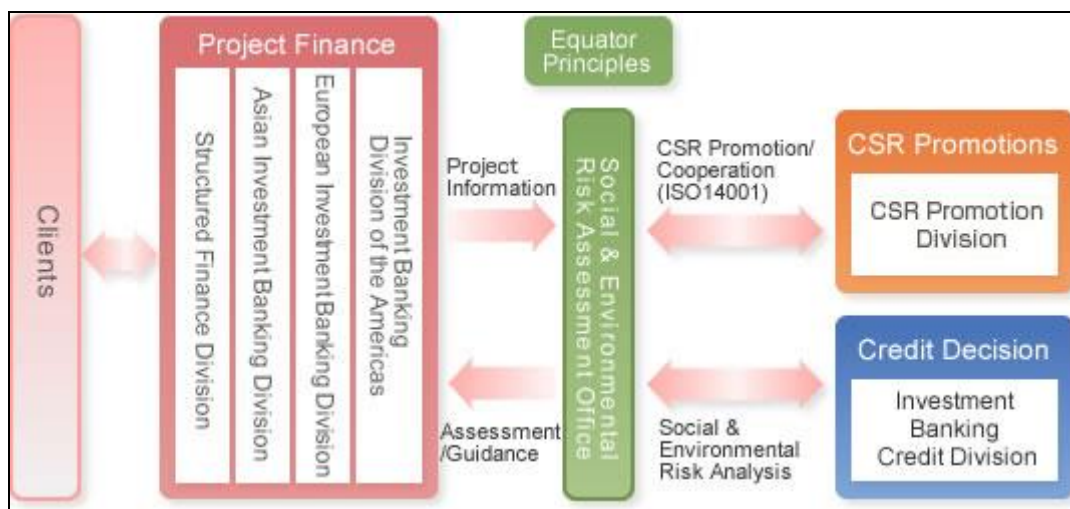 Clients
Project Finance
Structured Finance Division
Asian Investment Banking Division
European Investment Banking Division
Investment Banking
Division of the Americas
Project
Information
Assessment
/Guidance
Equator
Principles
Social & Environmental
Risk Assessment Office
CSR Promotion/
Cooperation
(ISO14001)
Social &
Environmental
Risk Analysis
CSR Promotions
CSR Promotion
Division
Credit Decision
Investment
Banking
Credit Division